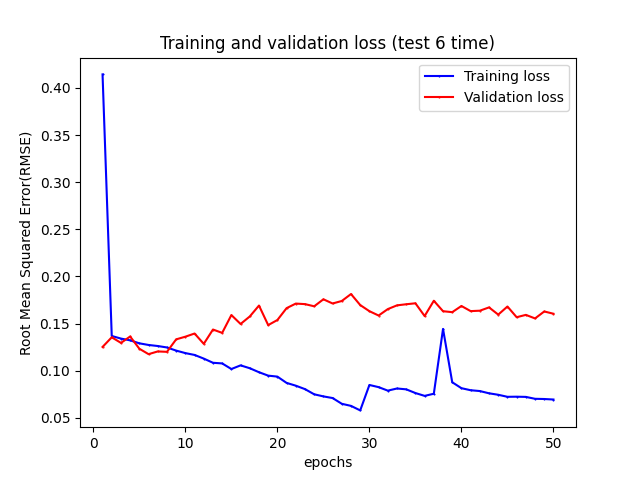 Training and validation loss (test 6 time)
Training loss
Validation loss
Root Mean Squared Error(RMSE)
0.40
0.35
0.30
0.25
0.20
0.15
0.10
0.05
0 10 20 30 40 50
epochs